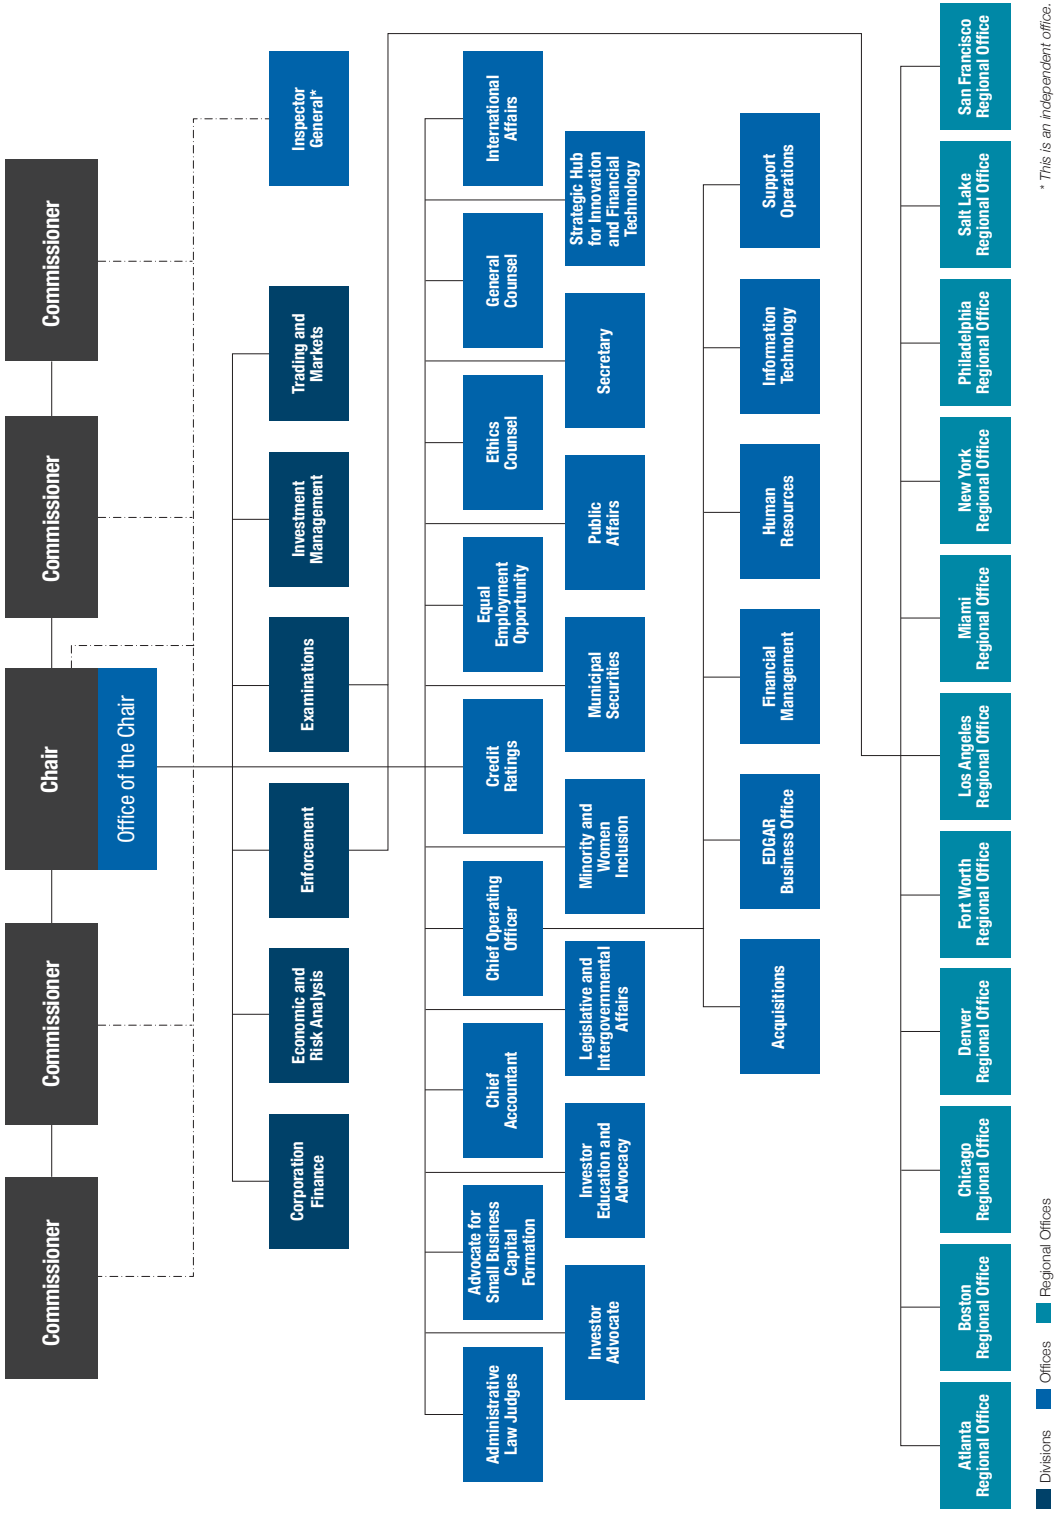 Commissioner
Commissioner
Chair
Office of the Chair
Commissioner
Commissioner
Corporation
Finance
Economic and
Risk Analysis
Enforcement
Examinations
Investment
Management
Trading and
Markets
Inspector
General*
Administrative
Law Judges
Advocate for
Small Business
Capital
Formation
Chief
Accountant
Chief Operating
Officer
Credit
Ratings
Equal
Employment
Opportunity
Ethics
Counsel
General
Counsel
International
Affairs
Investor
Advocate
Investor
Education and
Advocacy
Legislative and
Intergovernmental
Affairs
Minority and
Women
Inclusion
Municipal
Securities
Public
Affairs
Secretary
Strategic Hub
for Innovation
and Financial
Technology
Acquisitions
EDGAR
Business Office
Financial
Management
Human
Resources
Information
Technology
Support
Operations
Atlanta
Regional Office
Boston
Regional Office
Chicago
Regional Office
Denver
Regional Office
Fort Worth
Regional Office
Los Angeles
Regional Office
Miami
Regional Office
New York
Regional Office
Philadelphia
Regional Office
Salt Lake
Regional Office
San Francisco
Regional Office
Divisions
Offices
Regional Offices
* This is an independent office.